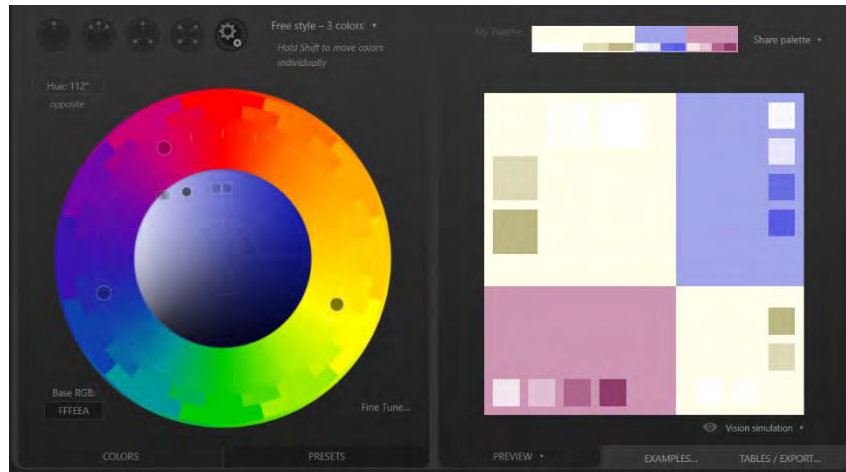 Free style – 3 colors
Hold Shift to move colors
individually
My Palette:
Share palette
Hue: 112°
opposite
Base RGB:
FFFEEA
Fine Tune...
Vision simulation
COLORS
PRESETS
PREVIEW
EXAMPLES...
TABLES / EXPORT...